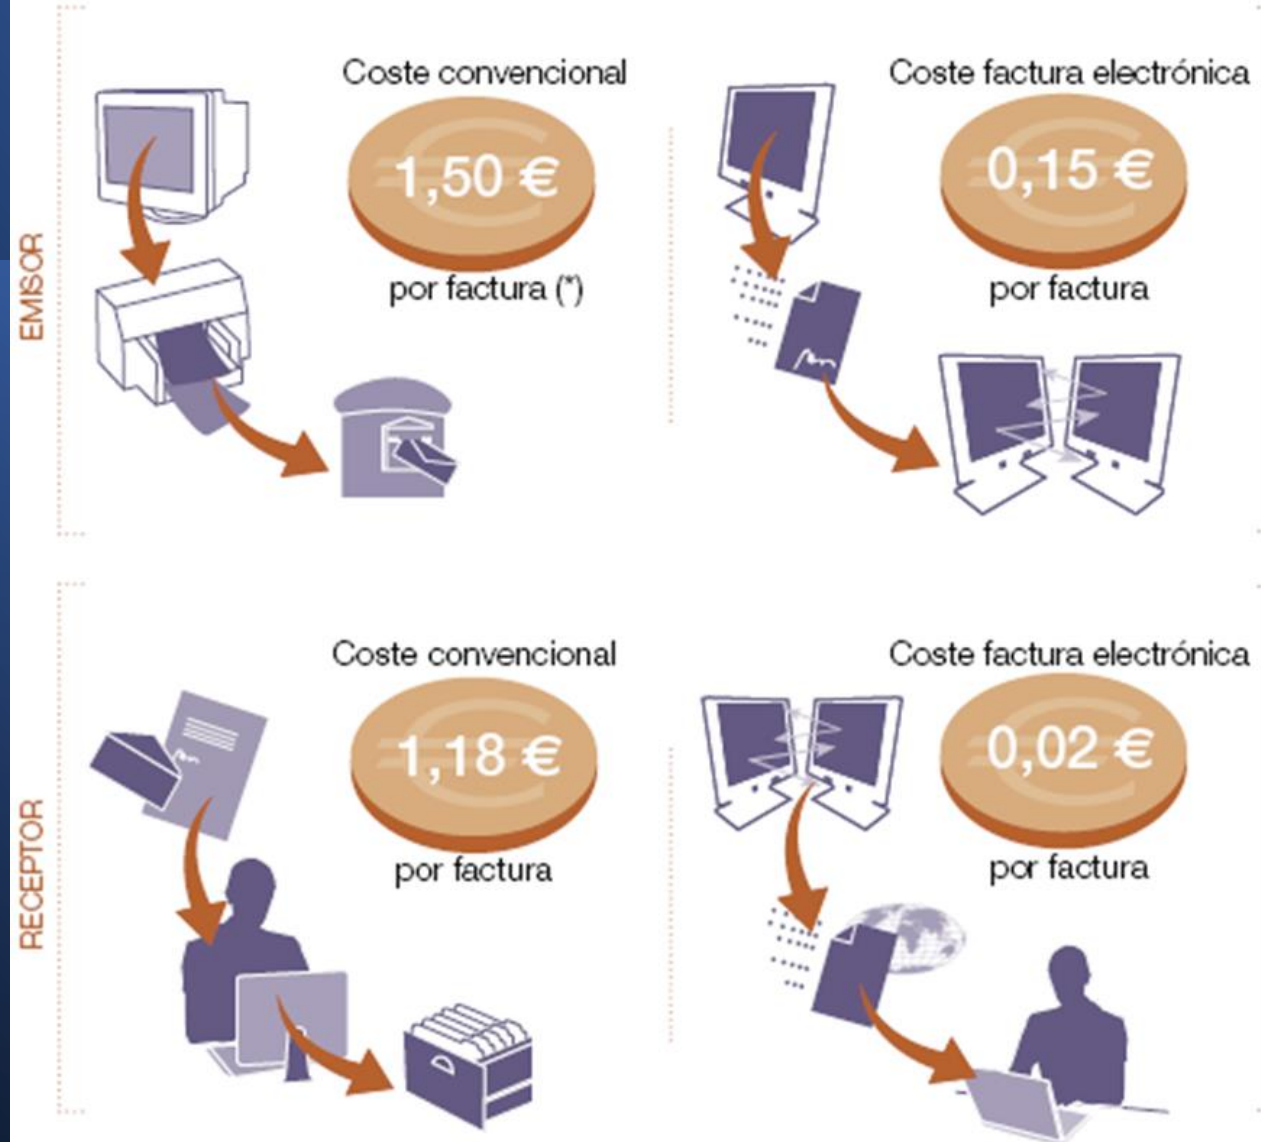 EMISOR
Coste convencional
1,50 €
por factura (*)
Coste factura electrónica
0,15 €
por factura
RECEPTOR
Coste convencional
1,18 €
por factura
Coste factura electrónica
0,02 €
por factura